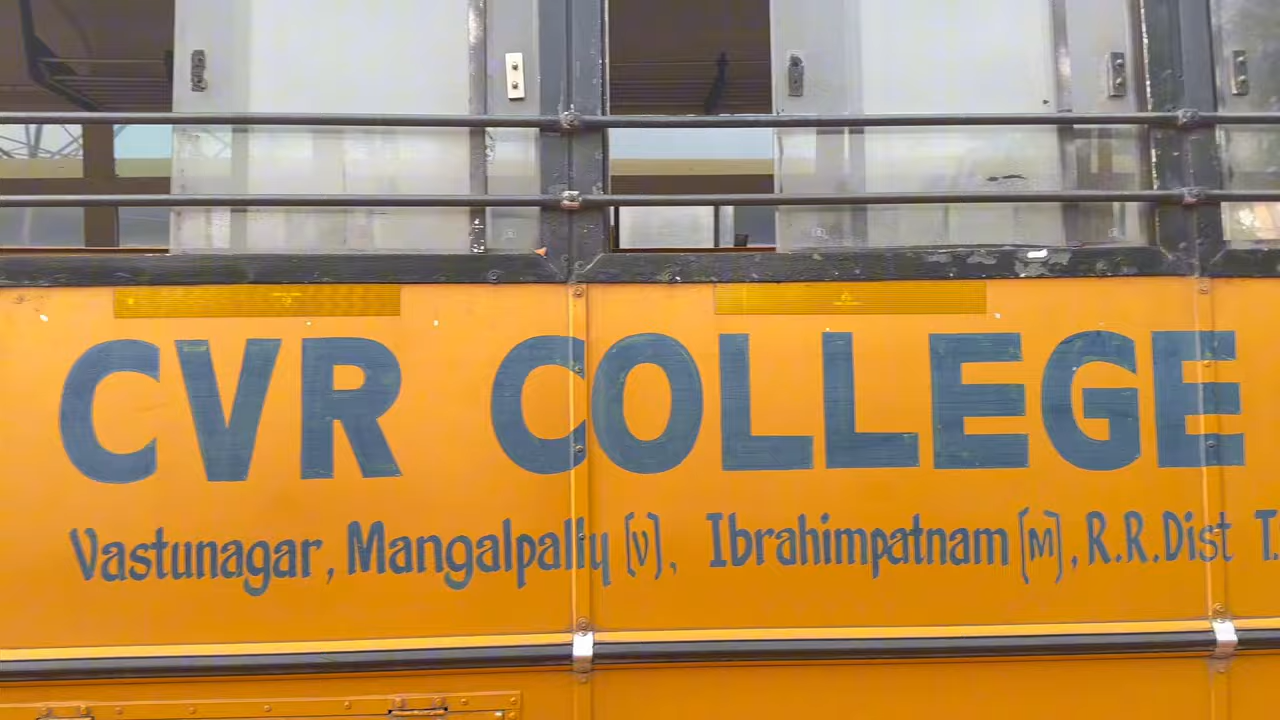 CVR COLLEGE
Vastunagar, Mangalpally [V], Ibrahimpatnam [M], R.R.Dist T.